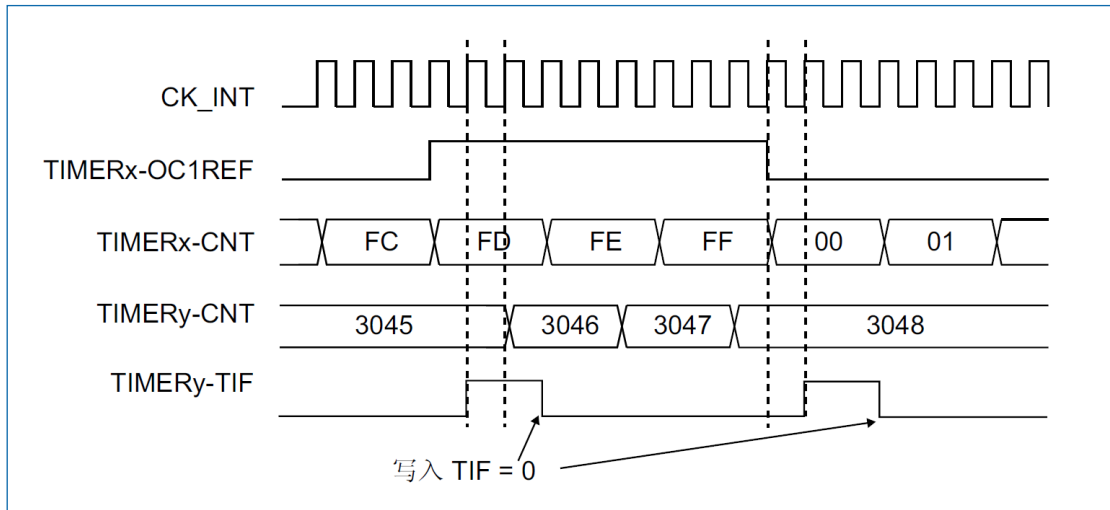 CK_INT
TIMERx-OC1REF
TIMERx-CNT FC FD FE FF 00 01
TIMERy-CNT 3045 3046 3047 3048
TIMERy-TIF
写入 TIF = 0